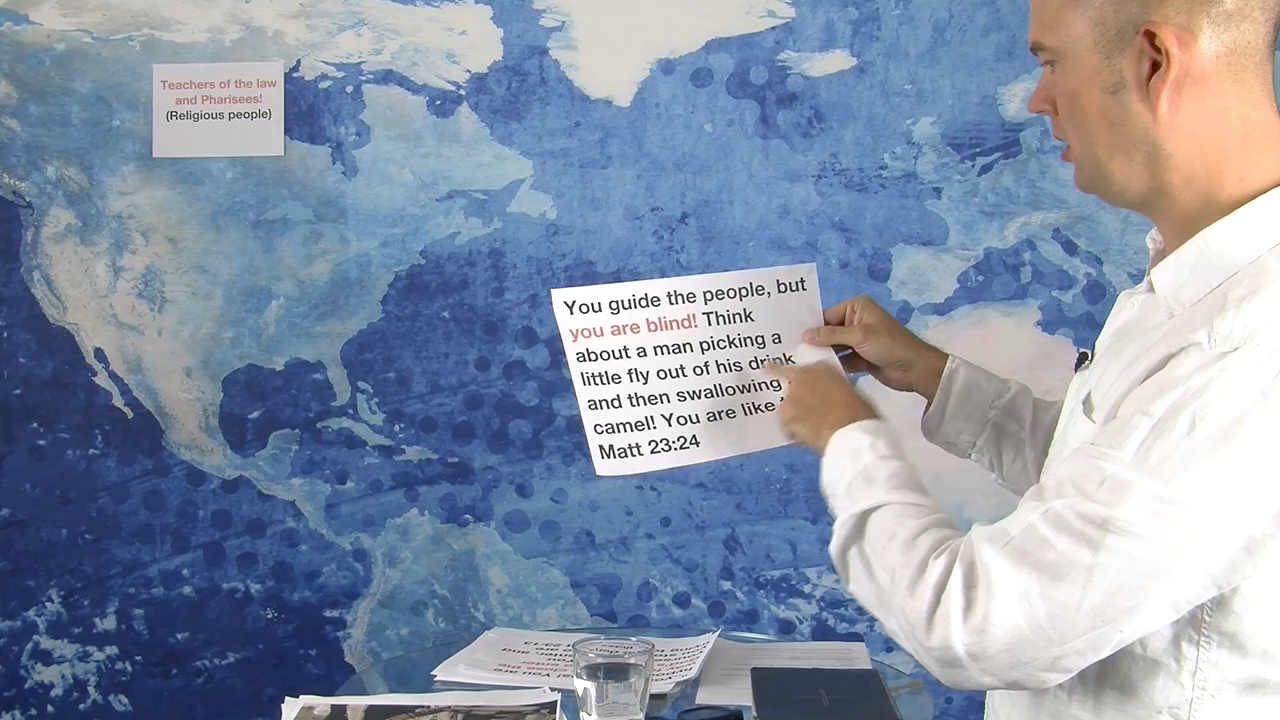 Teachers of the law
and Pharisees!
(Religious people)
You guide the people, but
you are blind! Think
about a man picking a
little fly out of his drink
and then swallowing
camel! You are like
Matt 23:24